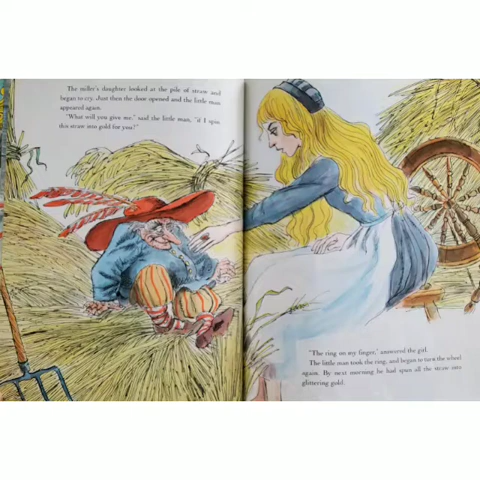 The miller's daughter looked at the pile of straw and
began to cry. Just then the door opened and the little man
appeared again.
"What will you give me," said the little man, "if I spin
this straw into gold for you?"
"The ring on my finger," answered the girl.
The little man took the ring, and began to turn the wheel
again. By next morning he had spun all the straw into
glittering gold.